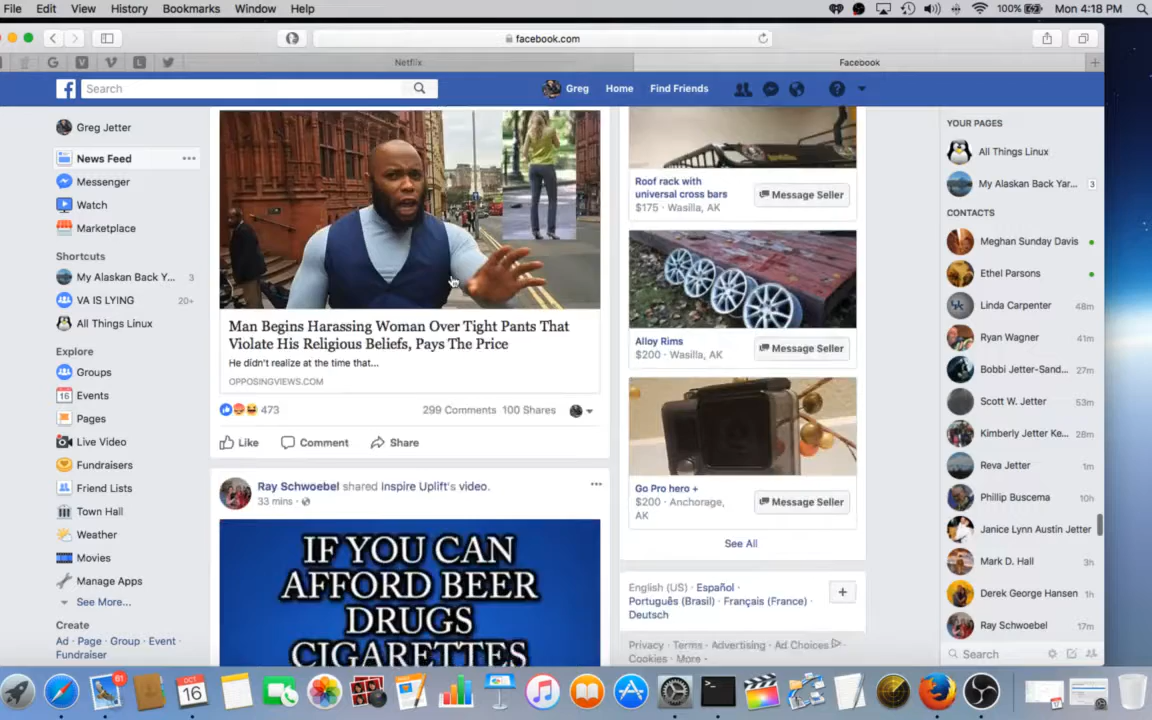 File Edit View History Bookmarks Window Help
100% Mon 4:18 PM
facebook.com
G V L
Netflix
Facebook
Search
Greg Home Find Friends
Greg Jetter
News Feed
Messenger
Watch
Marketplace
Shortcuts
My Alaskan Back Y... 3
VA IS LYING 20+
All Things Linux
Explore
Groups
16 Events
Pages
Live Video
Fundraisers
Friend Lists
Town Hall
Weather
Movies
Manage Apps
See More...
Create
Ad · Page · Group · Event ·
Fundraiser
Man Begins Harassing Woman Over Tight Pants That
Violate His Religious Beliefs, Pays The Price
He didn't realize at the time that...
OPPOSINGVIEWS.COM
473
299 Comments 100 Shares
Like Comment Share
Ray Schwoebel shared Inspire Uplift's video.
33 mins ·
IF YOU CAN
AFFORD BEER
DRUGS
CIGARETTES
Roof rack with
universal cross bars
$175 · Wasilla, AK
Message Seller
Alloy Rims
$200 · Wasilla, AK
Message Seller
Go Pro hero +
$200 · Anchorage,
AK
Message Seller
See All
English (US) · Español ·
Português (Brasil) · Français (France) ·
Deutsch
Privacy · Terms · Advertising · Ad Choices
Cookies · More
YOUR PAGES
All Things Linux
My Alaskan Back Yar... 3
CONTACTS
Meghan Sunday Davis
Ethel Parsons
Linda Carpenter 48m
Ryan Wagner 41m
Bobbi Jetter-Sand... 27m
Scott W. Jetter 53m
Kimberly Jetter Ke... 28m
Reva Jetter 1m
Phillip Buscema 10h
Janice Lynn Austin Jetter
Mark D. Hall 3h
Derek George Hansen 1h
Ray Schwoebel 17m
Search
61
OCT
16